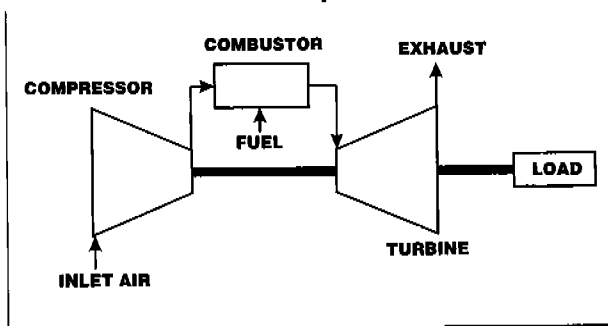 COMBUSTOR
EXHAUST
COMPRESSOR
FUEL
LOAD
TURBINE
INLET AIR